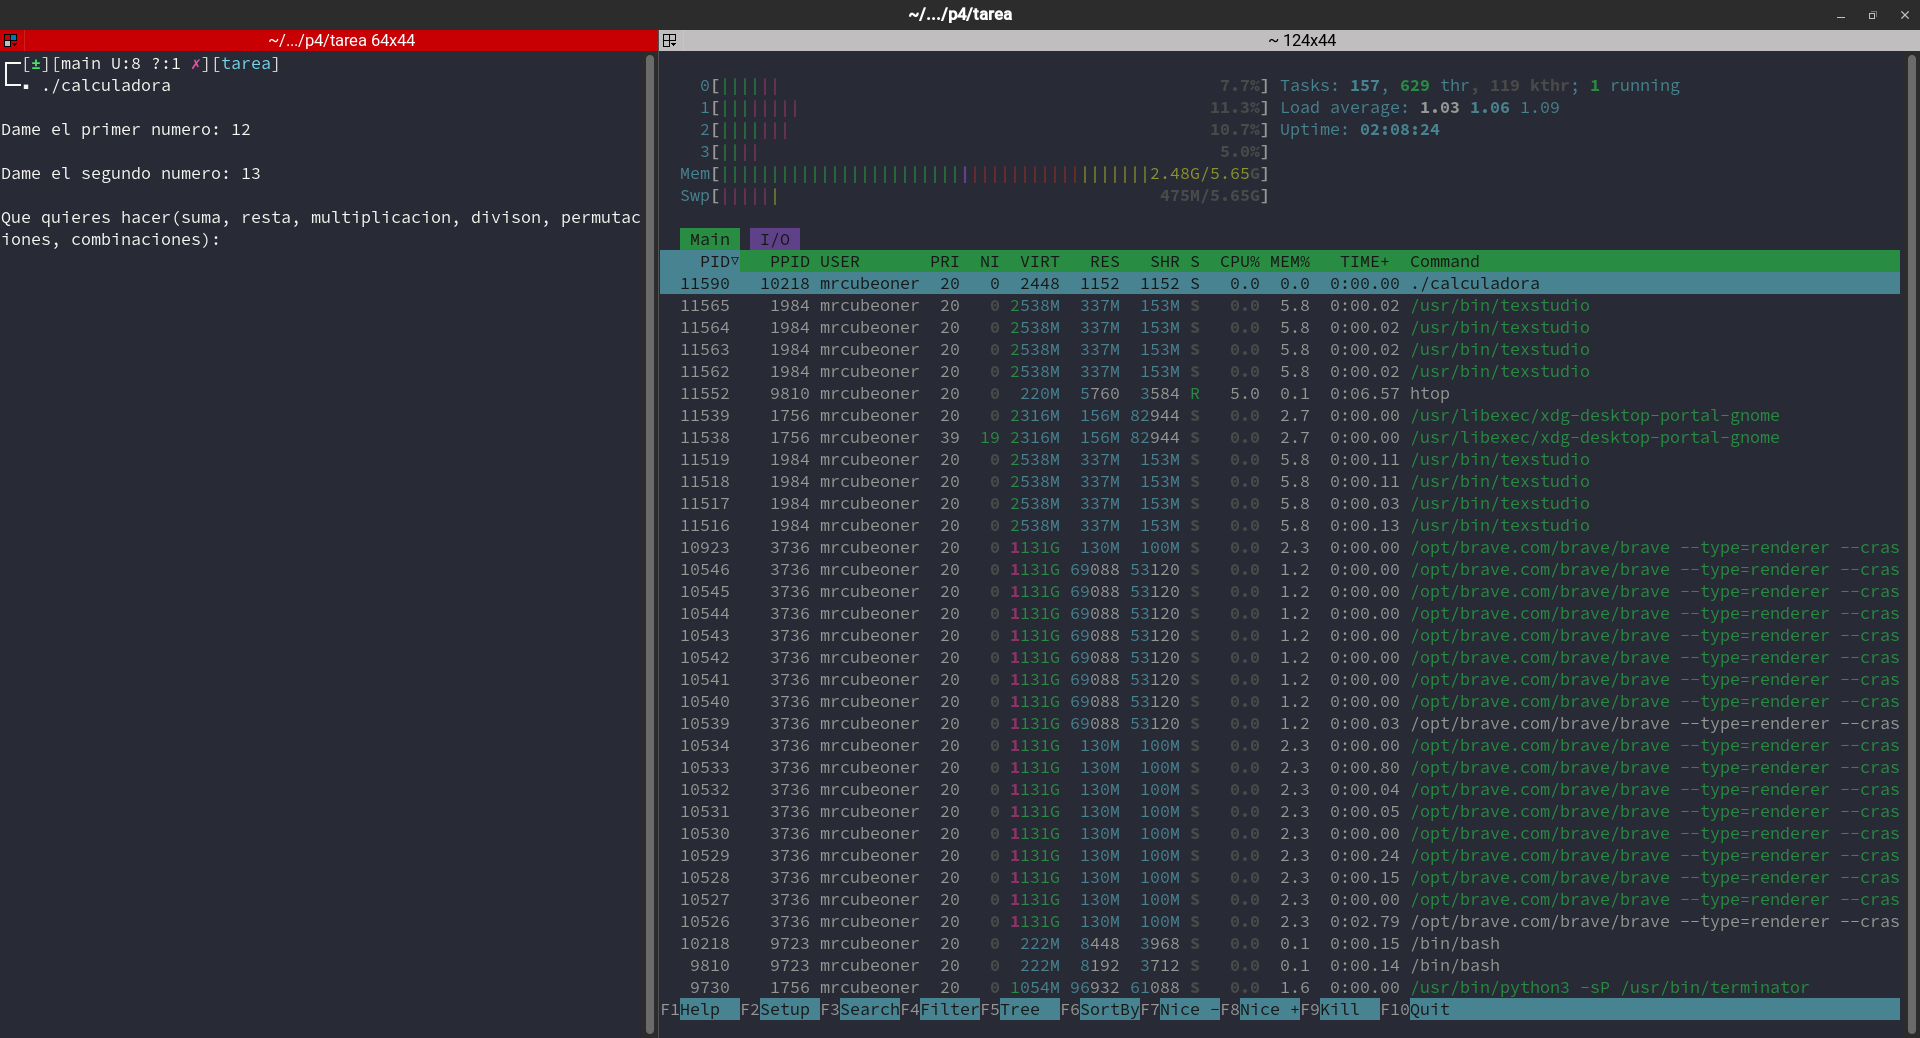 ~/.../p4/tarea
~/.../p4/tarea 64x44
[±][main U:8 ?:1 ✗][tarea]
./calculadora
Dame el primer numero: 12
Dame el segundo numero: 13
Que quieres hacer(suma, resta, multiplicacion, divison, permutac
iones, combinaciones):
~ 124x44
0[|||||| 7.7%] Tasks: 157, 629 thr, 119 kthr; 1 running
1[|||||||| 11.3%] Load average: 1.03 1.06 1.09
2[||||||| 10.7%] Uptime: 02:08:24
3[|||| 5.0%]
Mem[|||||||||||||||||||||||||||||||||||||||||||2.48G/5.65G]
Swp[|||||| 475M/5.65G]
Main I/O
PID▽ PPID USER PRI NI VIRT RES SHR S CPU% MEM% TIME+ Command
11590 10218 mrcubeoner 20 0 2448 1152 1152 S 0.0 0.0 0:00.00 ./calculadora
11565 1984 mrcubeoner 20 0 2538M 337M 153M S 0.0 5.8 0:00.02 /usr/bin/texstudio
11564 1984 mrcubeoner 20 0 2538M 337M 153M S 0.0 5.8 0:00.02 /usr/bin/texstudio
11563 1984 mrcubeoner 20 0 2538M 337M 153M S 0.0 5.8 0:00.02 /usr/bin/texstudio
11562 1984 mrcubeoner 20 0 2538M 337M 153M S 0.0 5.8 0:00.02 /usr/bin/texstudio
11552 9810 mrcubeoner 20 0 220M 5760 3584 R 5.0 0.1 0:06.57 htop
11539 1756 mrcubeoner 20 0 2316M 156M 82944 S 0.0 2.7 0:00.00 /usr/libexec/xdg-desktop-portal-gnome
11538 1756 mrcubeoner 39 19 2316M 156M 82944 S 0.0 2.7 0:00.00 /usr/libexec/xdg-desktop-portal-gnome
11519 1984 mrcubeoner 20 0 2538M 337M 153M S 0.0 5.8 0:00.11 /usr/bin/texstudio
11518 1984 mrcubeoner 20 0 2538M 337M 153M S 0.0 5.8 0:00.11 /usr/bin/texstudio
11517 1984 mrcubeoner 20 0 2538M 337M 153M S 0.0 5.8 0:00.03 /usr/bin/texstudio
11516 1984 mrcubeoner 20 0 2538M 337M 153M S 0.0 5.8 0:00.13 /usr/bin/texstudio
10923 3736 mrcubeoner 20 0 1131G 130M 100M S 0.0 2.3 0:00.00 /opt/brave.com/brave/brave --type=renderer --cras
10546 3736 mrcubeoner 20 0 1131G 69088 53120 S 0.0 1.2 0:00.00 /opt/brave.com/brave/brave --type=renderer --cras
10545 3736 mrcubeoner 20 0 1131G 69088 53120 S 0.0 1.2 0:00.00 /opt/brave.com/brave/brave --type=renderer --cras
10544 3736 mrcubeoner 20 0 1131G 69088 53120 S 0.0 1.2 0:00.00 /opt/brave.com/brave/brave --type=renderer --cras
10543 3736 mrcubeoner 20 0 1131G 69088 53120 S 0.0 1.2 0:00.00 /opt/brave.com/brave/brave --type=renderer --cras
10542 3736 mrcubeoner 20 0 1131G 69088 53120 S 0.0 1.2 0:00.00 /opt/brave.com/brave/brave --type=renderer --cras
10541 3736 mrcubeoner 20 0 1131G 69088 53120 S 0.0 1.2 0:00.00 /opt/brave.com/brave/brave --type=renderer --cras
10540 3736 mrcubeoner 20 0 1131G 69088 53120 S 0.0 1.2 0:00.00 /opt/brave.com/brave/brave --type=renderer --cras
10539 3736 mrcubeoner 20 0 1131G 69088 53120 S 0.0 1.2 0:00.03 /opt/brave.com/brave/brave --type=renderer --cras
10534 3736 mrcubeoner 20 0 1131G 130M 100M S 0.0 2.3 0:00.00 /opt/brave.com/brave/brave --type=renderer --cras
10533 3736 mrcubeoner 20 0 1131G 130M 100M S 0.0 2.3 0:00.80 /opt/brave.com/brave/brave --type=renderer --cras
10532 3736 mrcubeoner 20 0 1131G 130M 100M S 0.0 2.3 0:00.04 /opt/brave.com/brave/brave --type=renderer --cras
10531 3736 mrcubeoner 20 0 1131G 130M 100M S 0.0 2.3 0:00.05 /opt/brave.com/brave/brave --type=renderer --cras
10530 3736 mrcubeoner 20 0 1131G 130M 100M S 0.0 2.3 0:00.00 /opt/brave.com/brave/brave --type=renderer --cras
10529 3736 mrcubeoner 20 0 1131G 130M 100M S 0.0 2.3 0:00.24 /opt/brave.com/brave/brave --type=renderer --cras
10528 3736 mrcubeoner 20 0 1131G 130M 100M S 0.0 2.3 0:00.15 /opt/brave.com/brave/brave --type=renderer --cras
10527 3736 mrcubeoner 20 0 1131G 130M 100M S 0.0 2.3 0:00.00 /opt/brave.com/brave/brave --type=renderer --cras
10526 3736 mrcubeoner 20 0 1131G 130M 100M S 0.0 2.3 0:02.79 /opt/brave.com/brave/brave --type=renderer --cras
10218 9723 mrcubeoner 20 0 222M 8448 3968 S 0.0 0.1 0:00.15 /bin/bash
9810 9723 mrcubeoner 20 0 222M 8192 3712 S 0.0 0.1 0:00.14 /bin/bash
9730 1756 mrcubeoner 20 0 1054M 96932 61088 S 0.0 1.6 0:00.00 /usr/bin/python3 -sP /usr/bin/terminator
F1Help F2Setup F3SearchF4FilterF5Tree F6SortByF7Nice -F8Nice +F9Kill F10Quit